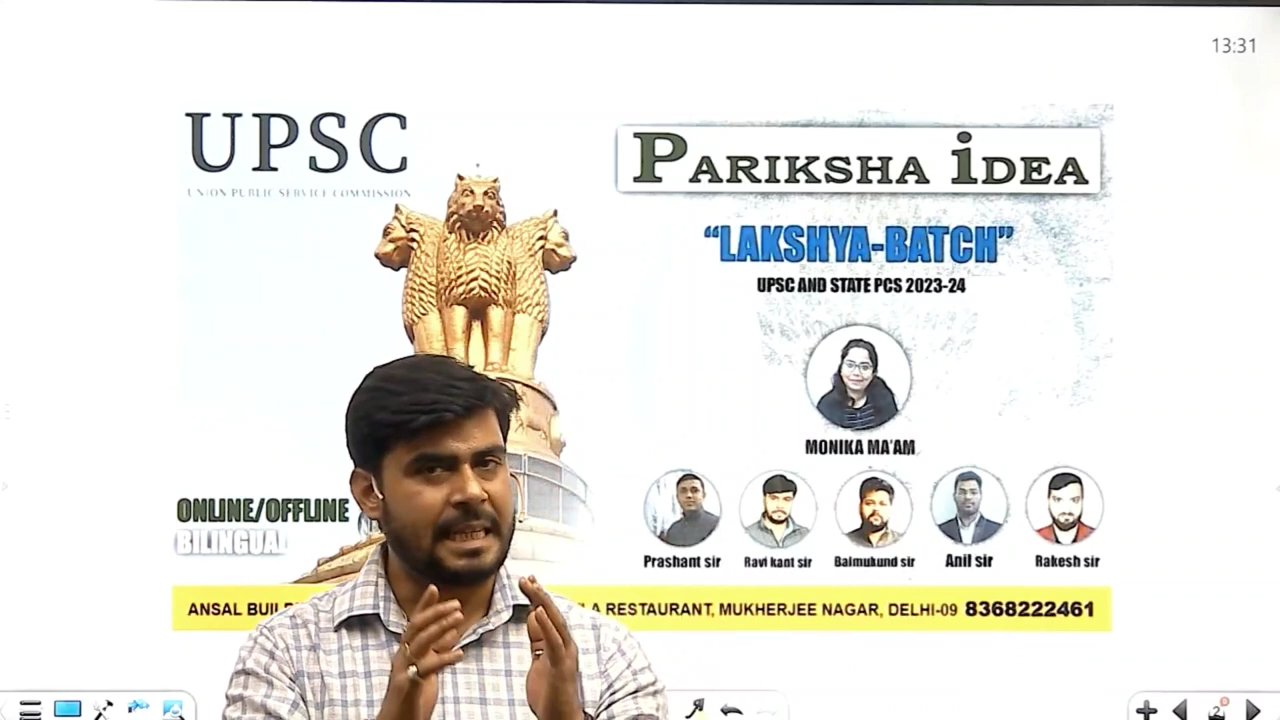 13:31
UPSC
UNION PUBLIC SERVICE COMMISSION
PARIKSHA iDEA
“LAKSHYA-BATCH”
UPSC AND STATE PCS 2023-24
MONIKA MA'AM
ONLINE/OFFLINE
BILINGUAL
Prashant sir
Ravi kant sir
Balmukund sir
Anil sir
Rakesh sir
ANSAL BUIL A RESTAURANT, MUKHERJEE NAGAR, DELHI-09 8368222461
2